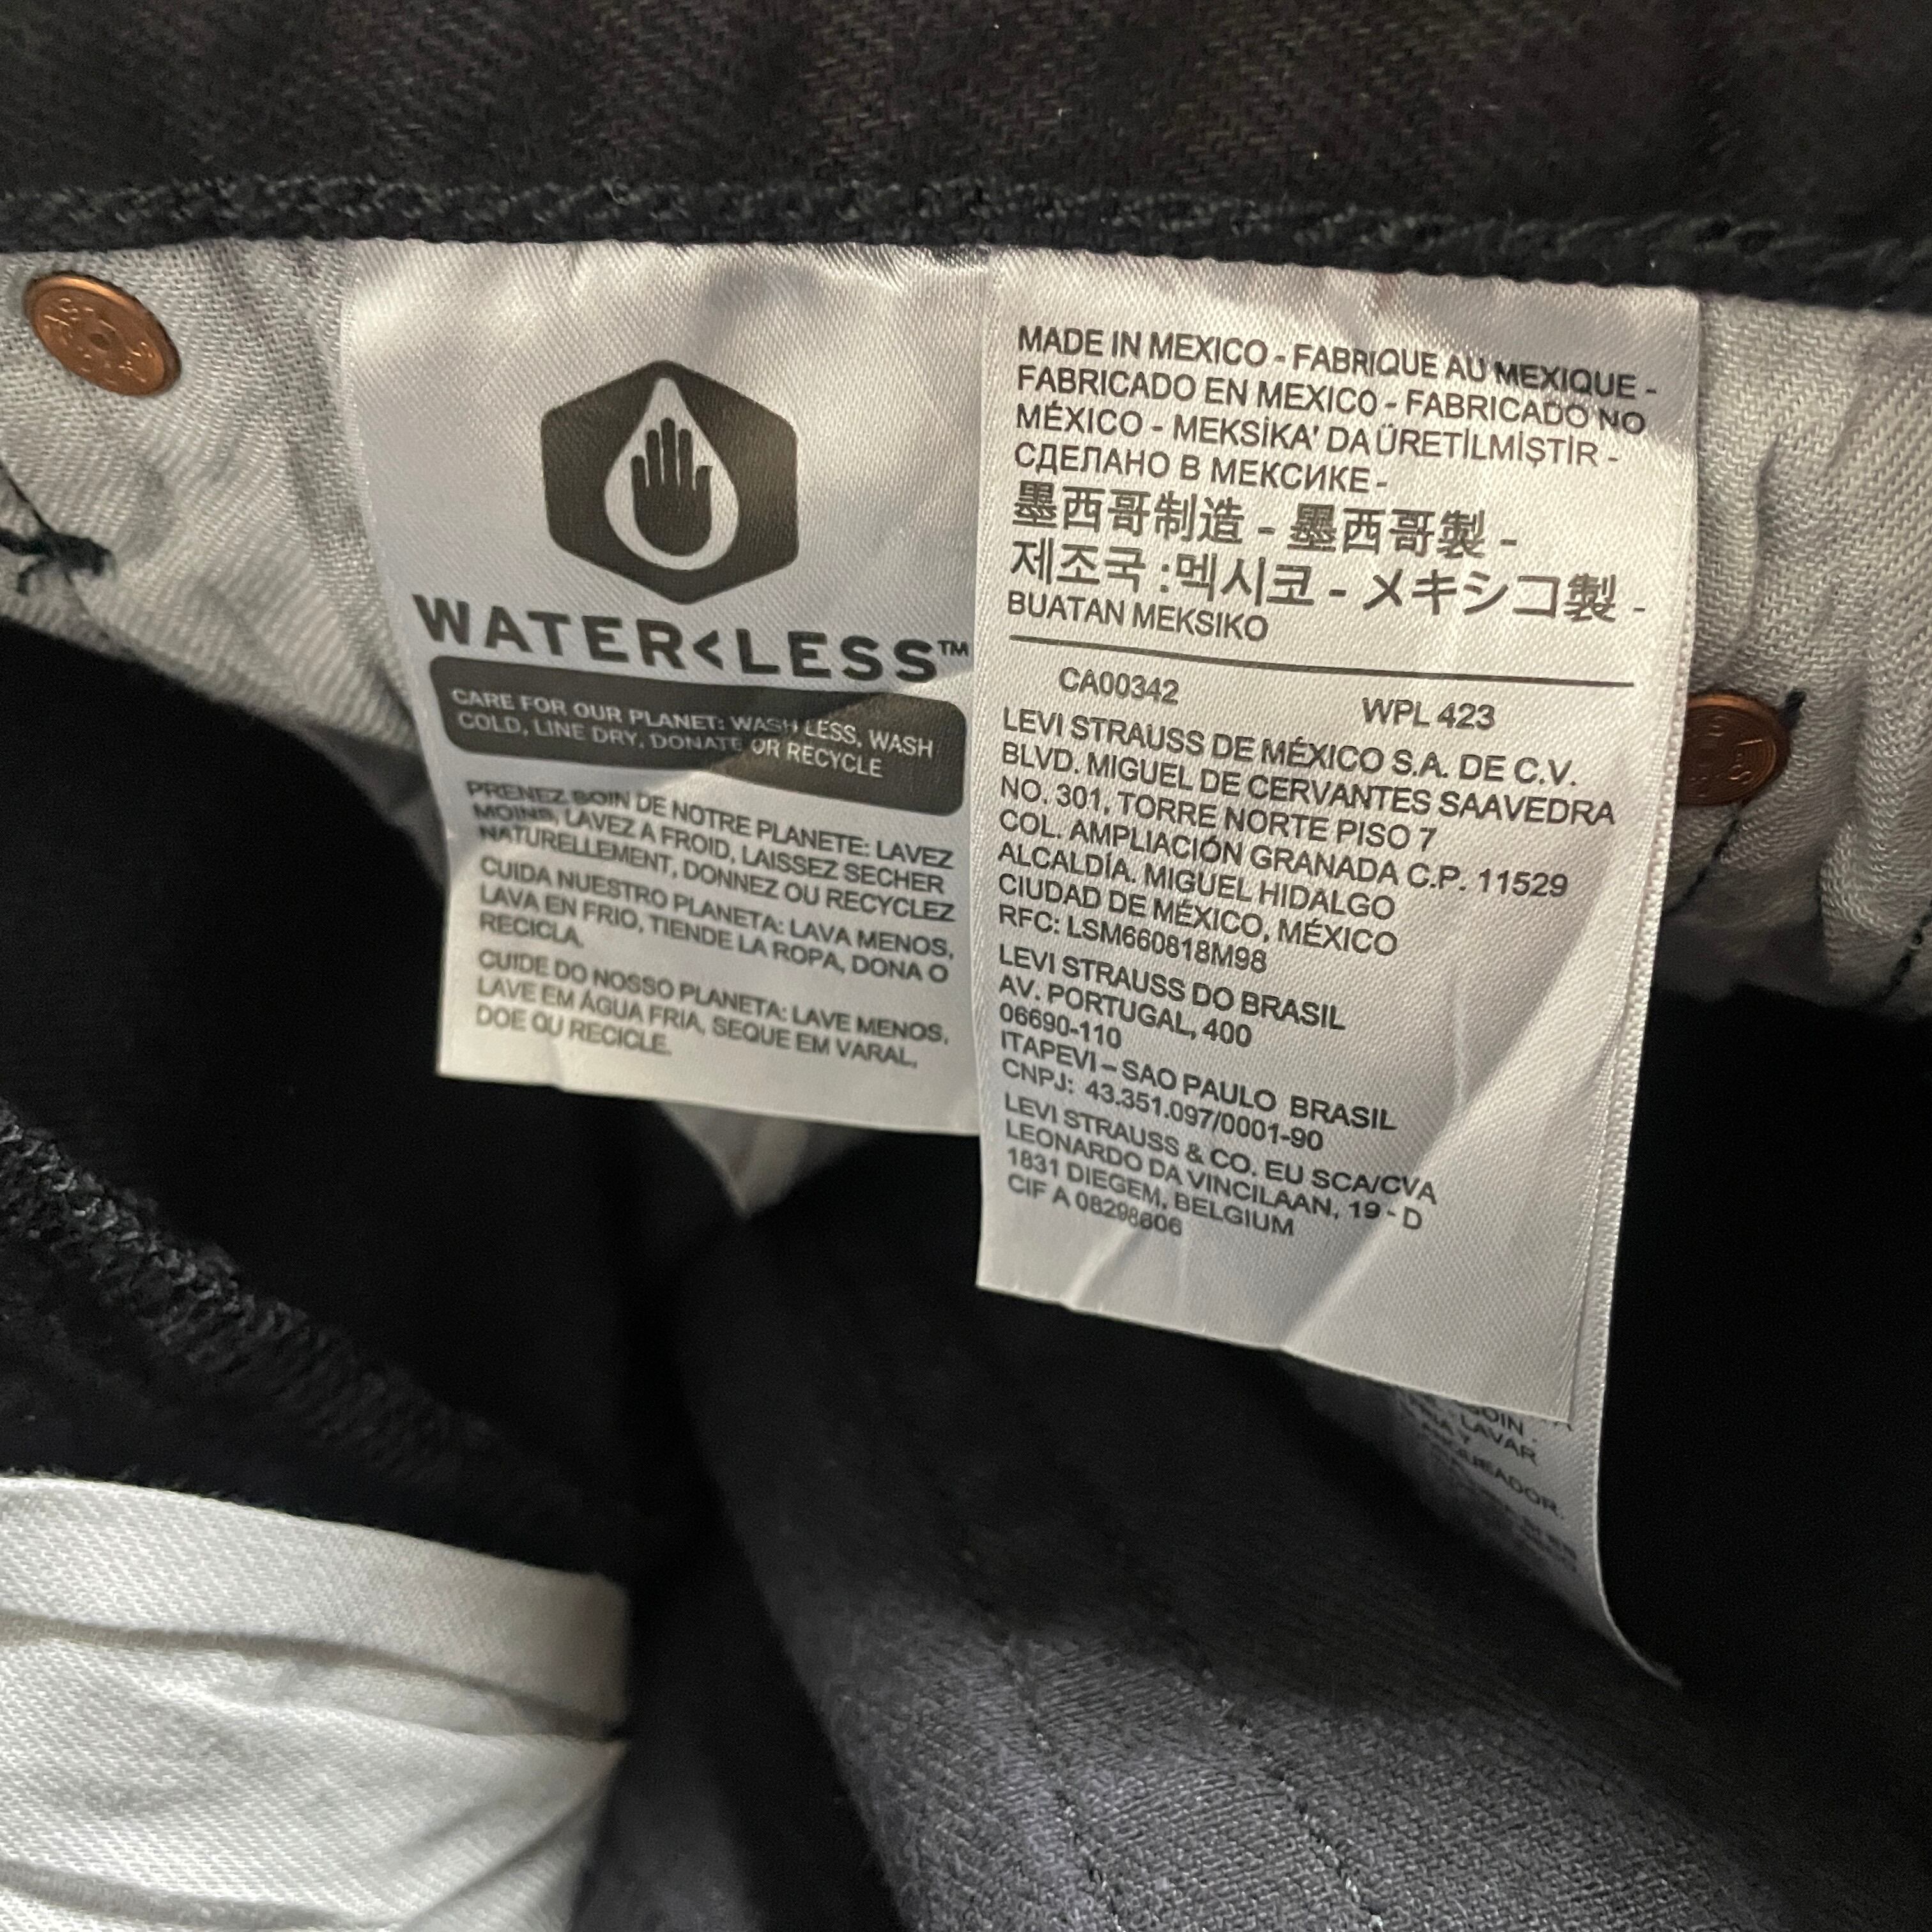 WATER<LESS™
CARE FOR OUR PLANET: WASH LESS, WASH
COLD, LINE DRY, DONATE OR RECYCLE
PRENEZ SOIN DE NOTRE PLANETE: LAVEZ
MOINS, LAVEZ A FROID, LAISSEZ SECHER
NATURELLEMENT, DONNEZ OU RECYCLEZ
CUIDA NUESTRO PLANETA: LAVA MENOS,
LAVA EN FRIO, TIENDE LA ROPA, DONA O
RECICLA.
CUIDE DO NOSSO PLANETA: LAVE MENOS,
LAVE EM ÁGUA FRIA, SEQUE EM VARAL,
DOE OU RECICLE.
MADE IN MEXICO - FABRIQUE AU MEXIQUE -
FABRICADO EN MEXICO - FABRICADO NO
MÉXICO - MEKSİKA' DA ÜRETİLMİŞTİR -
СДЕЛАНО В МЕКСИКЕ -
墨西哥制造 - 墨西哥製 -
제조국 :멕시코 - メキシコ製 -
BUATAN MEKSIKO
CA00342 WPL 423
LEVI STRAUSS DE MÉXICO S.A. DE C.V.
BLVD. MIGUEL DE CERVANTES SAAVEDRA
NO. 301, TORRE NORTE PISO 7
COL. AMPLIACIÓN GRANADA C.P. 11529
ALCALDÍA. MIGUEL HIDALGO
CIUDAD DE MÉXICO, MÉXICO
RFC: LSM660818M98
LEVI STRAUSS DO BRASIL
AV. PORTUGAL, 400
06690-110
ITAPEVI – SAO PAULO BRASIL
CNPJ: 43.351.097/0001-90
LEVI STRAUSS & CO. EU SCA/CVA
LEONARDO DA VINCILAAN, 19 - D
1831 DIEGEM, BELGIUM
CIF A 08298606
LAVAR